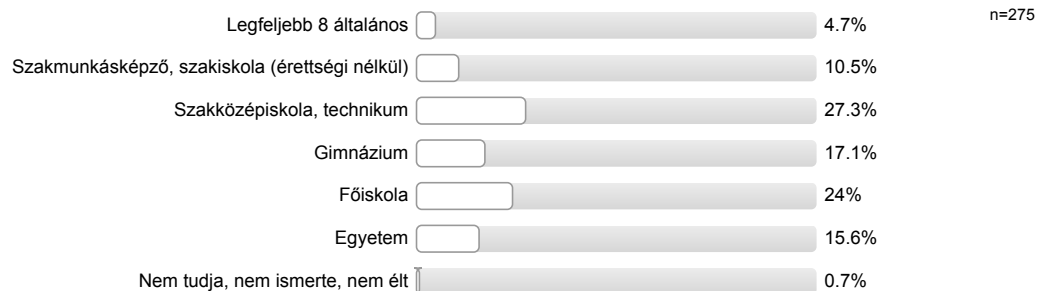 Legfeljebb 8 általános 4.7% n=275
Szakmunkásképző, szakiskola (érettségi nélkül) 10.5%
Szakközépiskola, technikum 27.3%
Gimnázium 17.1%
Főiskola 24%
Egyetem 15.6%
Nem tudja, nem ismerte, nem élt 0.7%